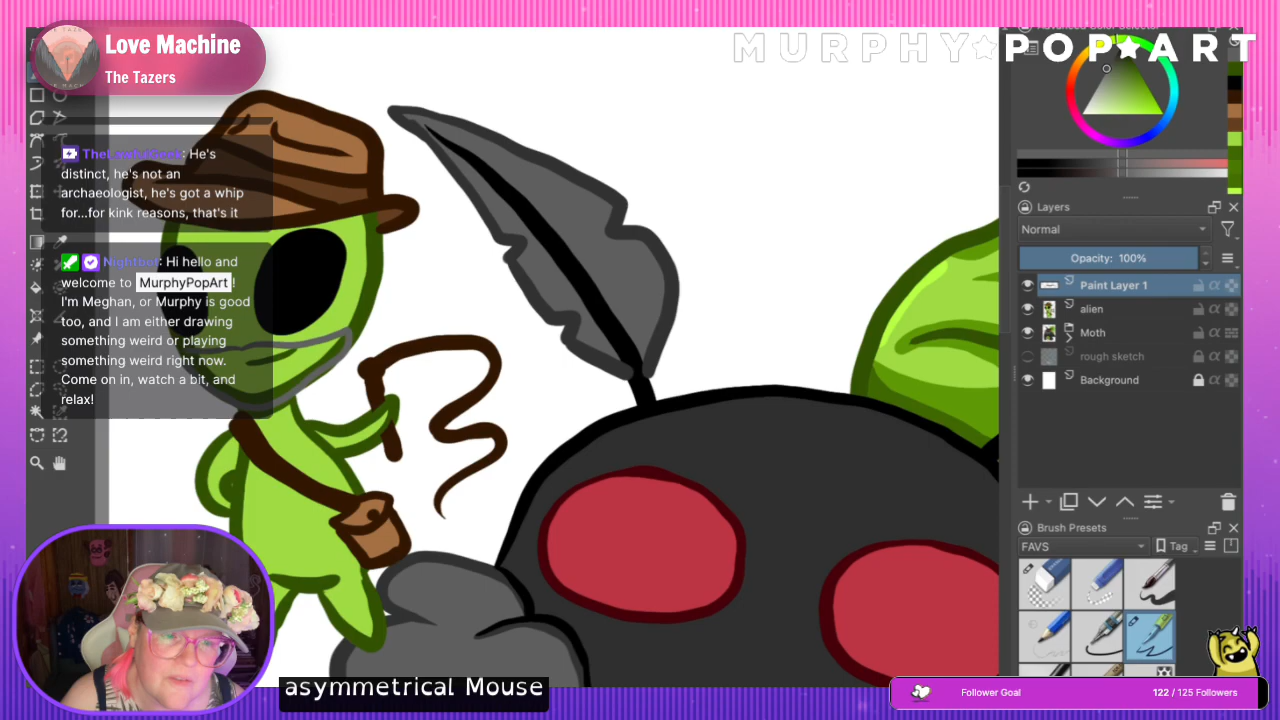 Love Machine
The Tazers
MURPHY POP ART
TheLawfulGeek: He's
distinct, he's not an
archaeologist, he's got a whip
for...for kink reasons, that's it
Nightbot: Hi hello and
welcome to MurphyPopArt !
I'm Meghan, or Murphy is good
too, and I am either drawing
something weird or playing
something weird right now.
Come on in, watch a bit, and
relax!
Layers
Normal
Opacity: 100%
Paint Layer 1
alien
Moth
rough sketch
Background
Brush Presets
FAVS
Tag
asymmetrical Mouse
Follower Goal
122 / 125 Followers